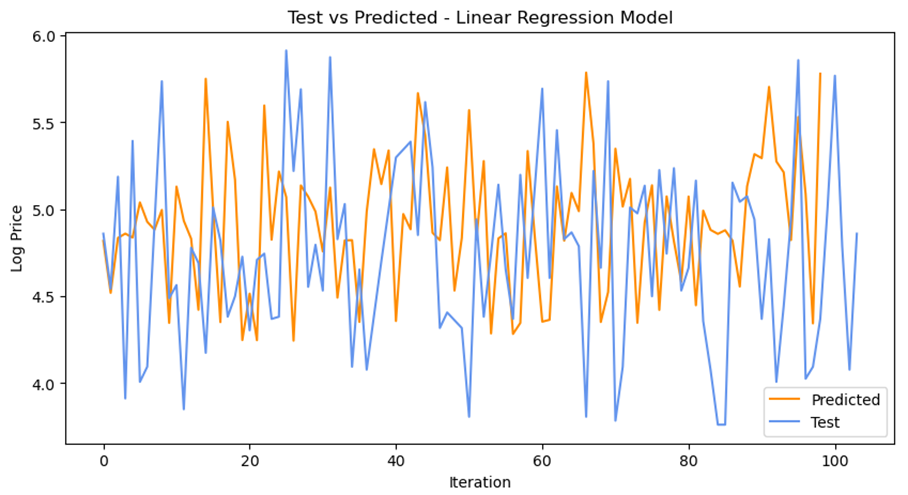 Test vs Predicted - Linear Regression Model
6.0
5.5
5.0
4.5
4.0
Log Price
Predicted
Test
0 20 40 60 80 100
Iteration